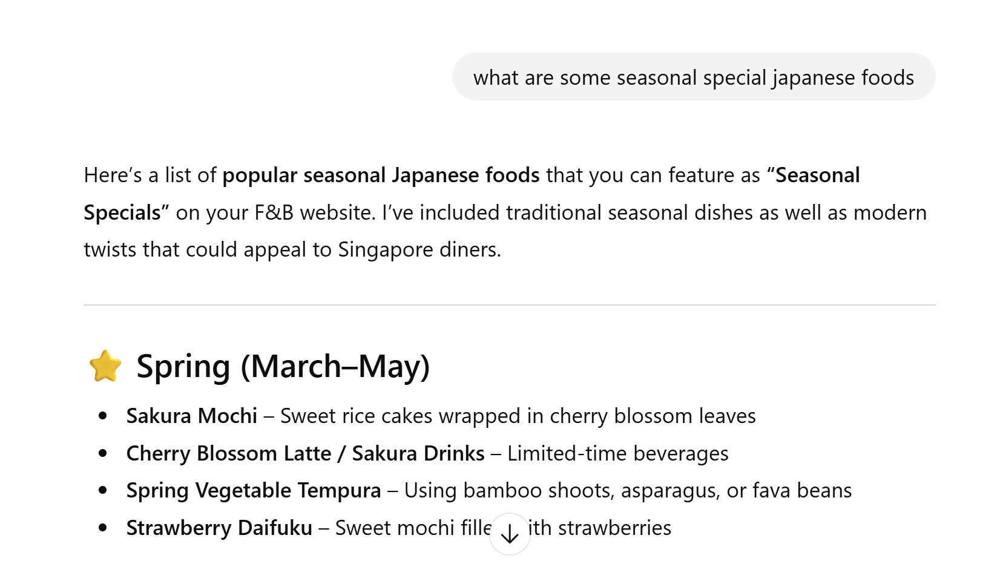 what are some seasonal special japanese foods
Here’s a list of popular seasonal Japanese foods that you can feature as “Seasonal
Specials” on your F&B website. I’ve included traditional seasonal dishes as well as modern
twists that could appeal to Singapore diners.
⭐ Spring (March–May)
• Sakura Mochi – Sweet rice cakes wrapped in cherry blossom leaves
• Cherry Blossom Latte / Sakura Drinks – Limited-time beverages
• Spring Vegetable Tempura – Using bamboo shoots, asparagus, or fava beans
• Strawberry Daifuku – Sweet mochi filled with strawberries